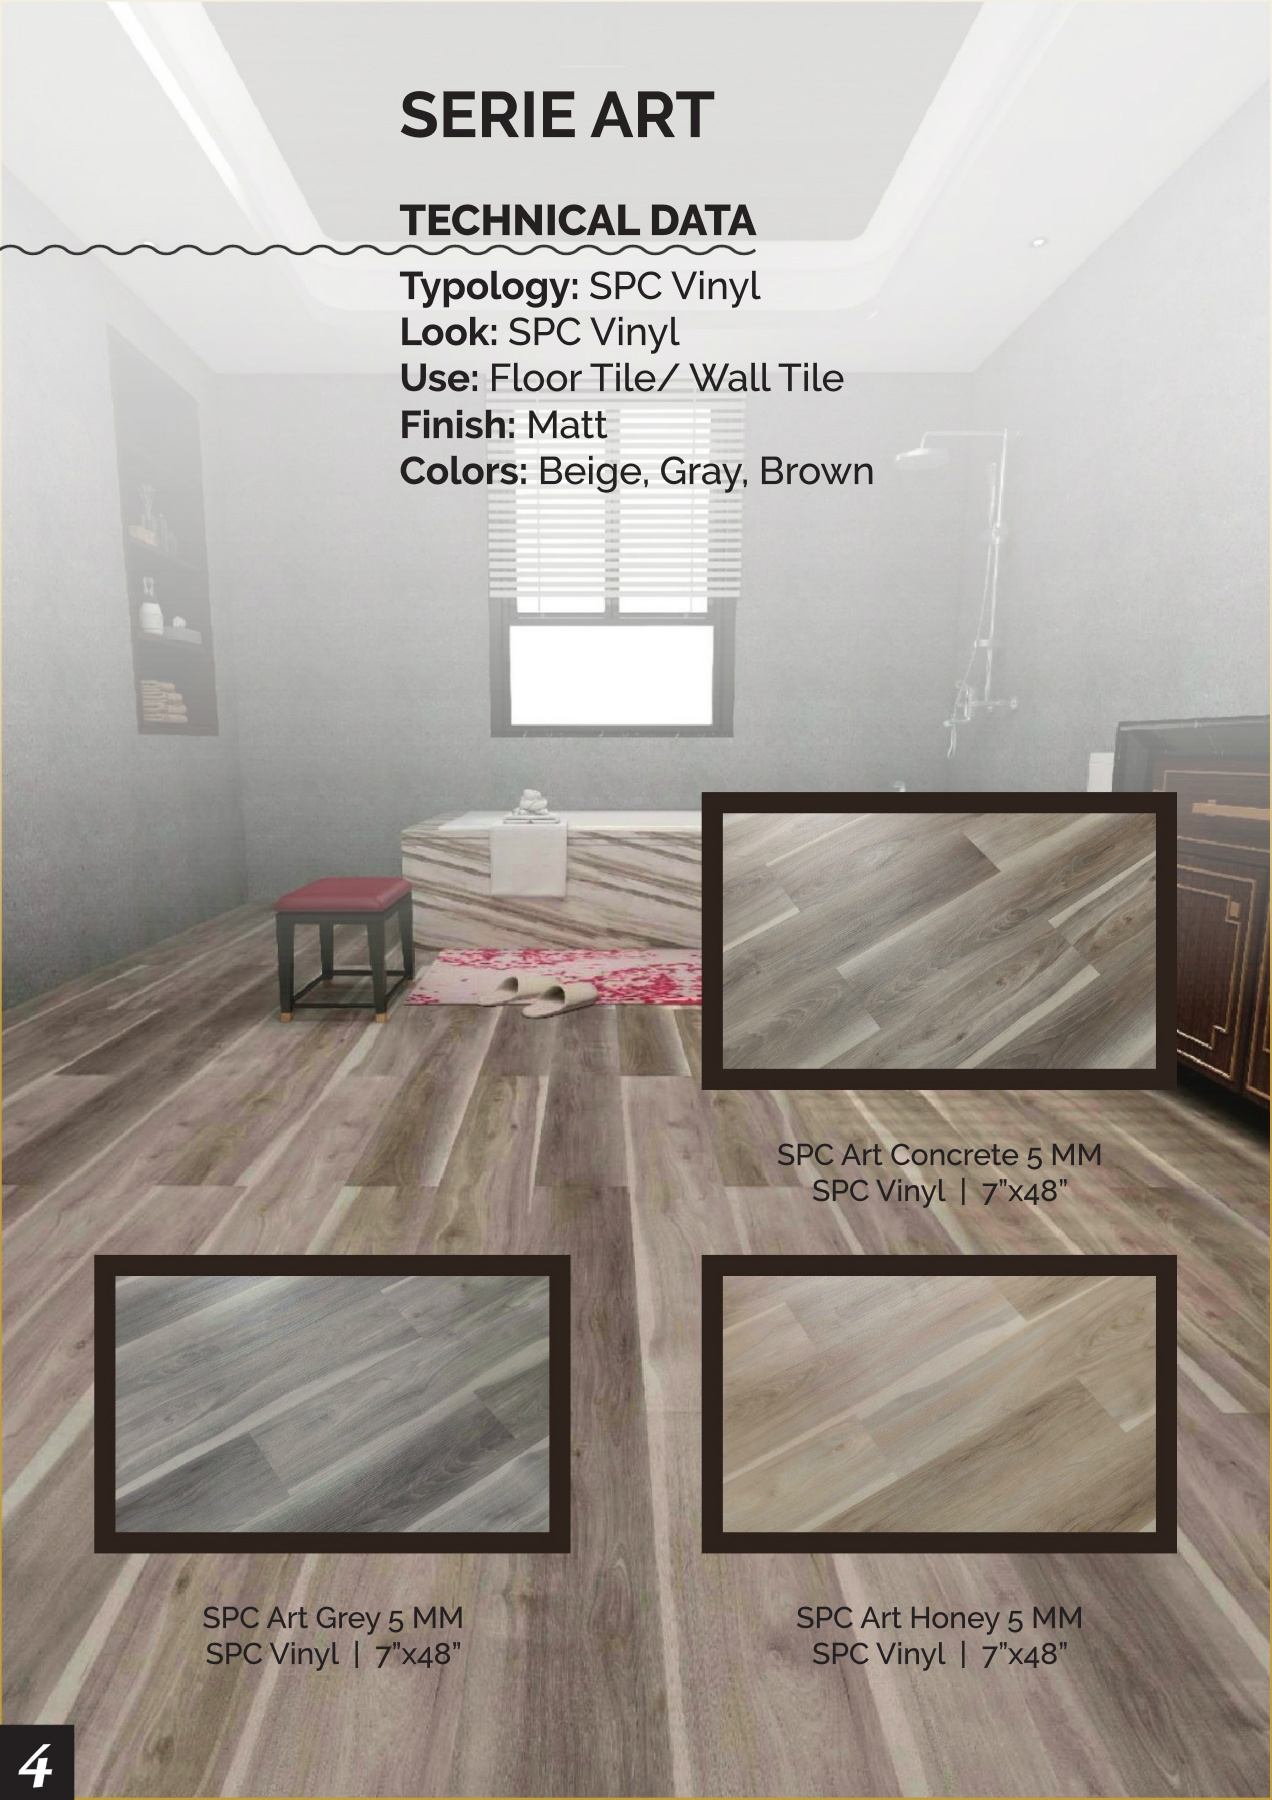 SERIE ART
TECHNICAL DATA
Typology: SPC Vinyl
Look: SPC Vinyl
Use: Floor Tile/ Wall Tile
Finish: Matt
Colors: Beige, Gray, Brown
SPC Art Concrete 5 MM
SPC Vinyl | 7”x48”
SPC Art Grey 5 MM
SPC Vinyl | 7”x48”
SPC Art Honey 5 MM
SPC Vinyl | 7”x48”
4